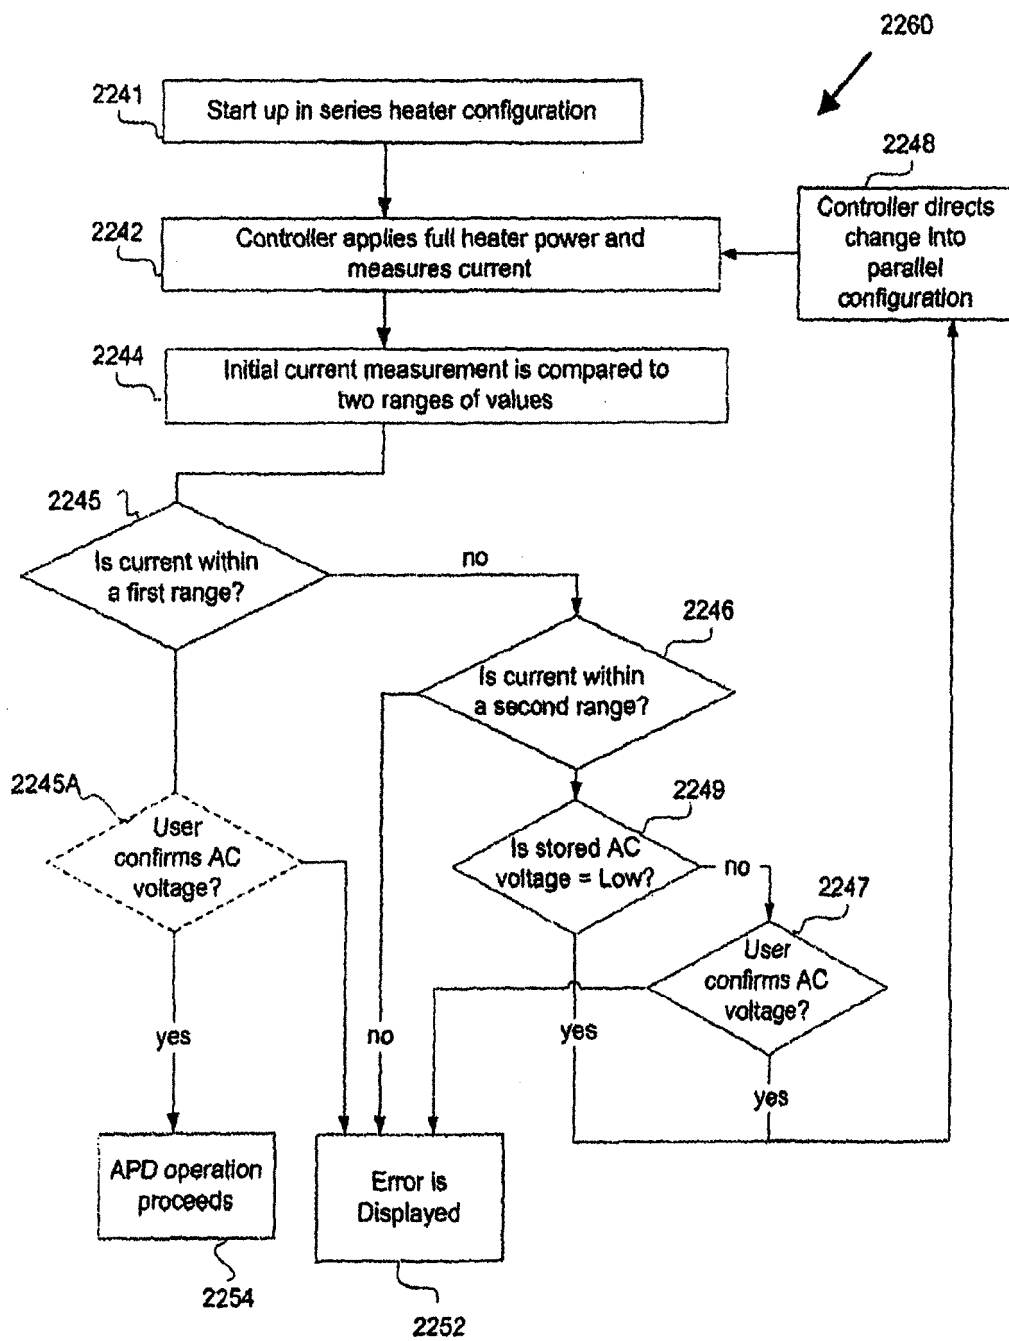 2260
2241
Start up in series heater configuration
2248
Controller directs
change into
parallel
configuration
2242
Controller applies full heater power and
measures current
2244
Initial current measurement is compared to
two ranges of values
2245
Is current within
a first range?
no
2246
Is current within
a second range?
2245A
User
confirms AC
voltage?
2249
Is stored AC
voltage = Low?
no
2247
User
confirms AC
voltage?
yes
no
yes
yes
APD operation
proceeds
Error is
Displayed
2254
2252